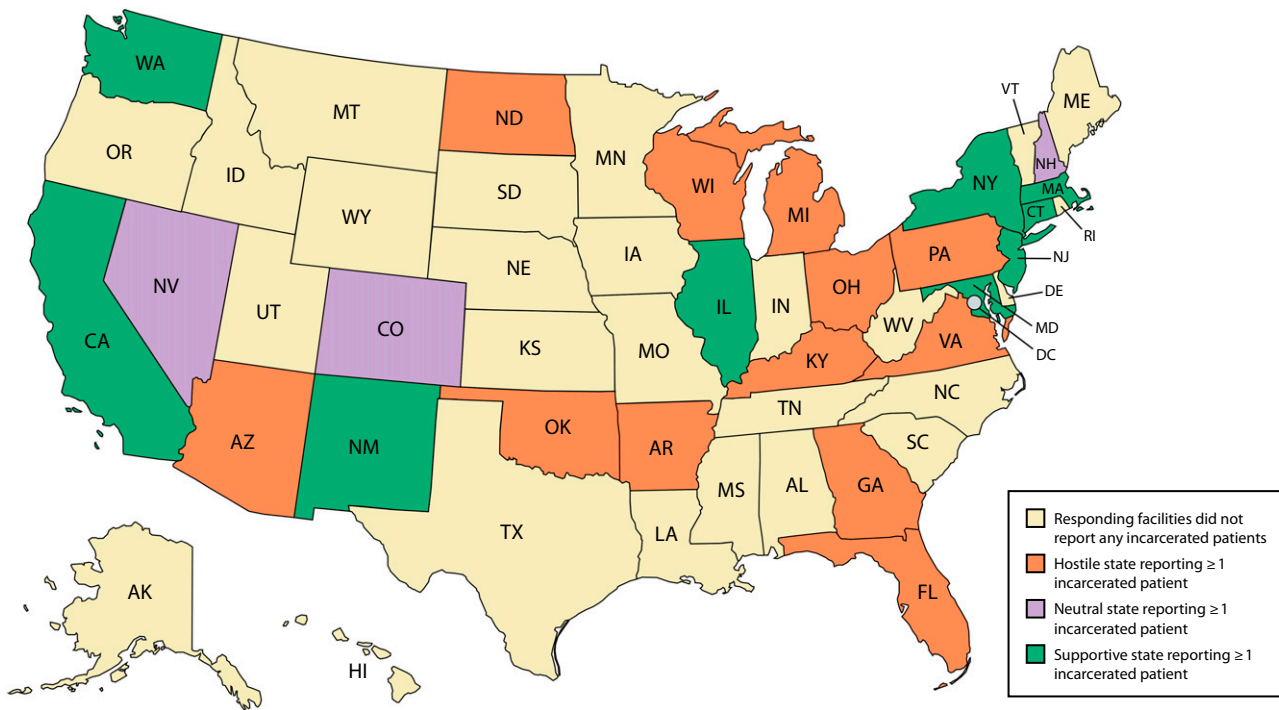 WA
MT
ND
MN
VT
ME
OR
ID
SD
WI
MI
NY
NH
MA
CT
RI
WY
NE
IA
PA
NJ
NV
UT
CO
IL
IN
OH
WV
DE
MD
DC
CA
KS
MO
KY
VA
AZ
NM
OK
AR
TN
NC
SC
TX
LA
MS
AL
GA
FL
AK
HI
Responding facilities did not
report any incarcerated patients
Hostile state reporting ≥ 1
incarcerated patient
Neutral state reporting ≥ 1
incarcerated patient
Supportive state reporting ≥ 1
incarcerated patient